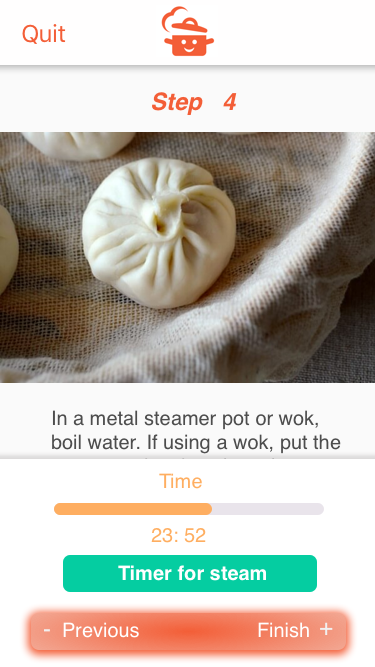 Quit
Step 4
In a metal steamer pot or wok,
boil water. If using a wok, put the
Time
23: 52
Timer for steam
- Previous Finish +